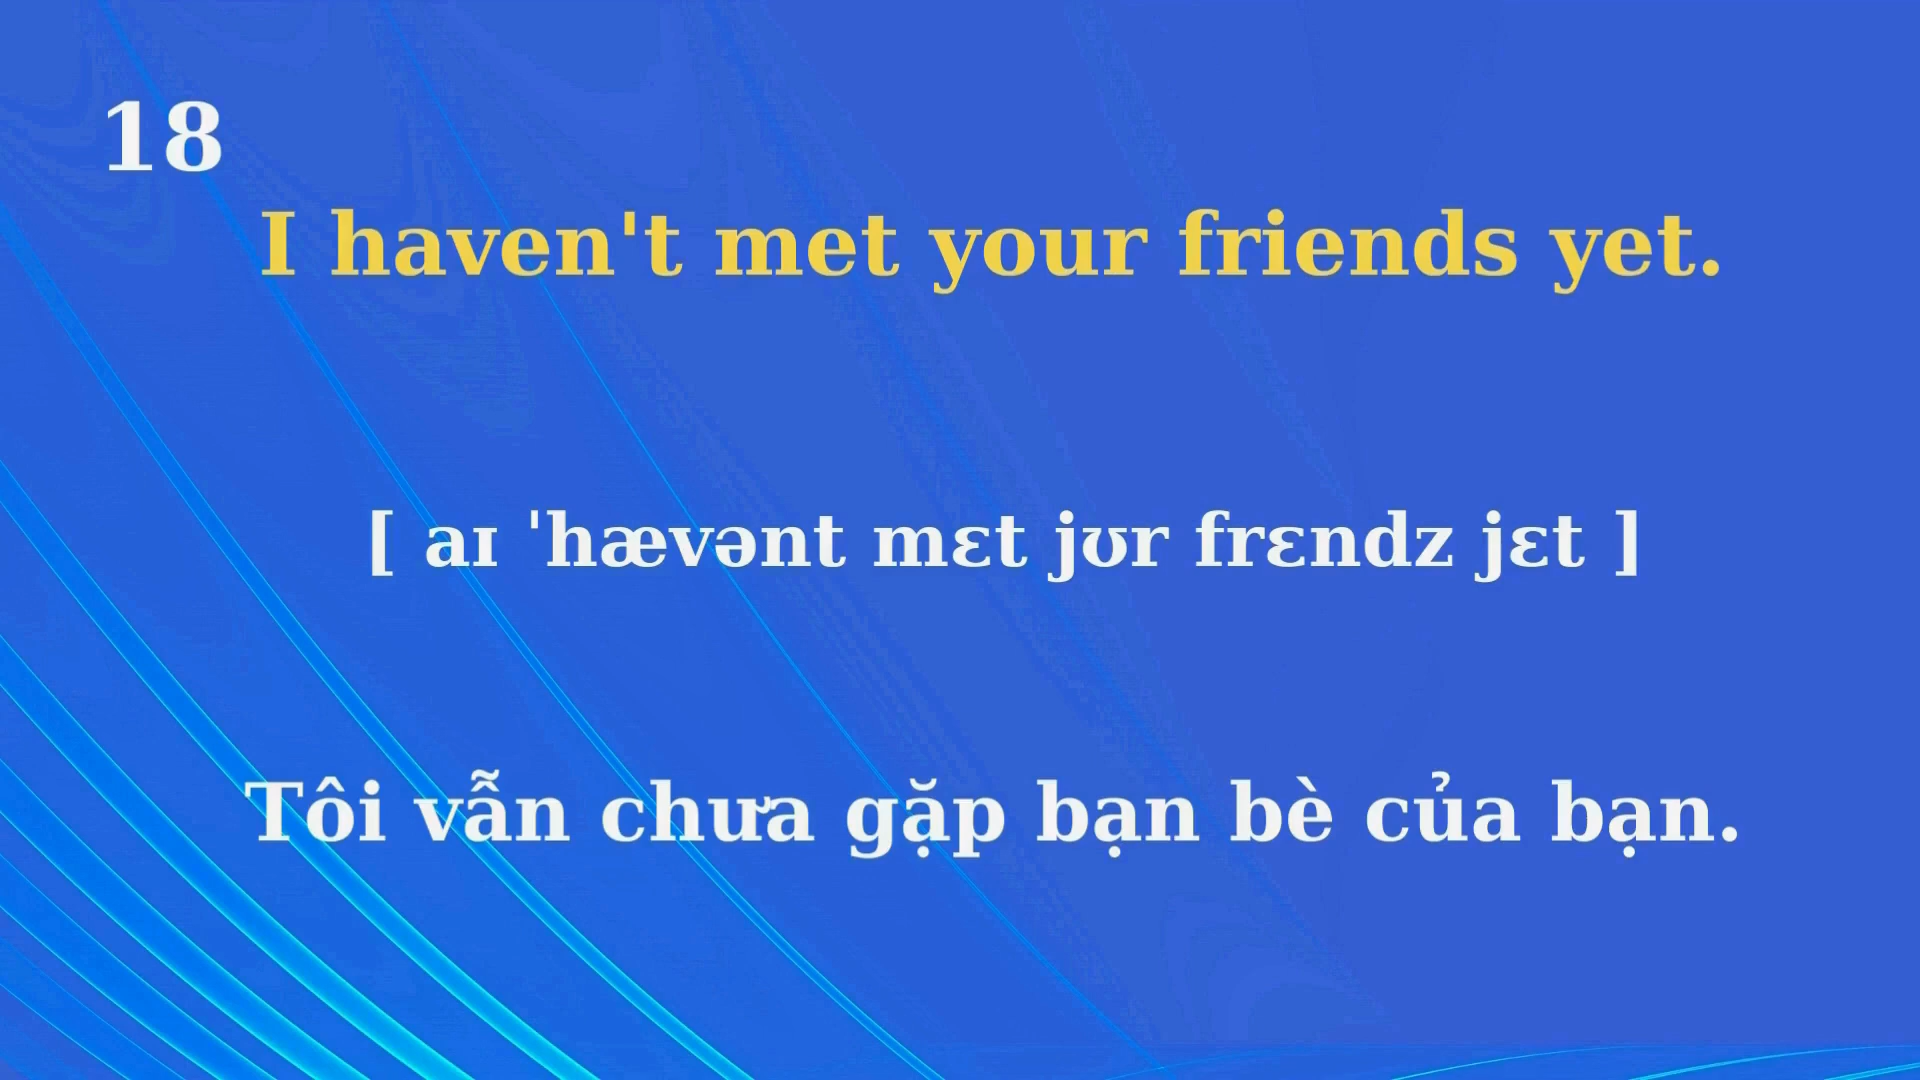 18
I haven't met your friends yet.
[ aɪ ˈhævənt mɛt jʊr frɛndz jɛt ]
Tôi vẫn chưa gặp bạn bè của bạn.